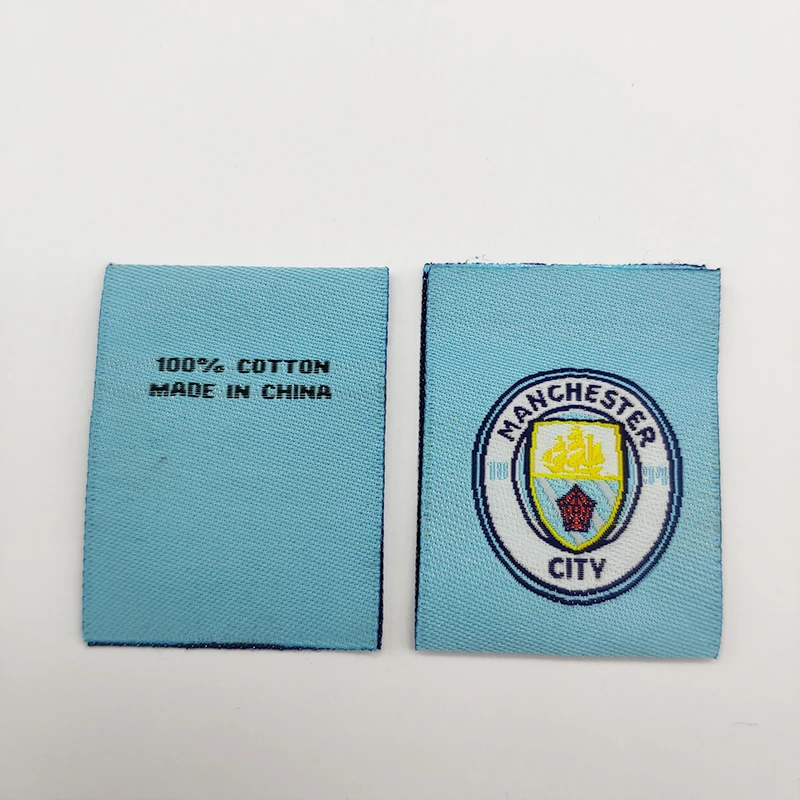 100% COTTON
MADE IN CHINA
MANCHESTER
CITY